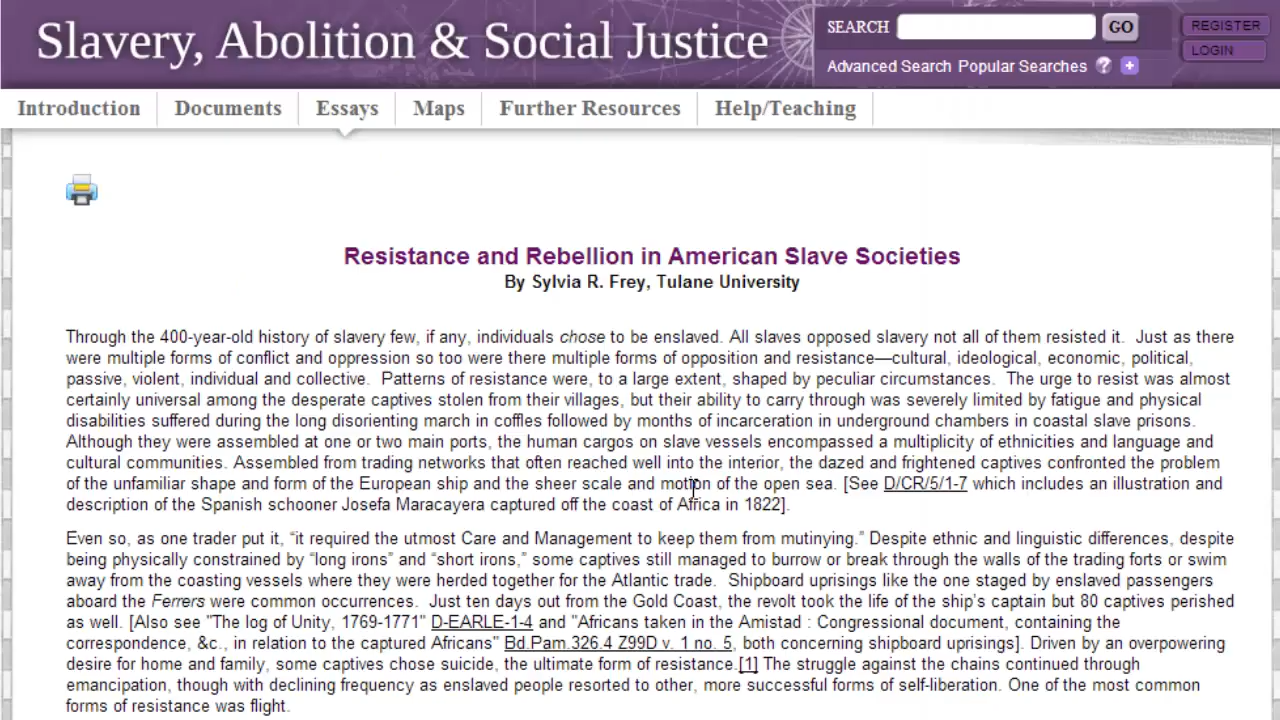 Slavery, Abolition & Social Justice
SEARCH GO
REGISTER
LOGIN
Advanced Search Popular Searches ? +
Introduction Documents Essays Maps Further Resources Help/Teaching
Resistance and Rebellion in American Slave Societies
By Sylvia R. Frey, Tulane University
Through the 400-year-old history of slavery few, if any, individuals chose to be enslaved. All slaves opposed slavery not all of them resisted it. Just as there
were multiple forms of conflict and oppression so too were there multiple forms of opposition and resistance—cultural, ideological, economic, political,
passive, violent, individual and collective. Patterns of resistance were, to a large extent, shaped by peculiar circumstances. The urge to resist was almost
certainly universal among the desperate captives stolen from their villages, but their ability to carry through was severely limited by fatigue and physical
disabilities suffered during the long disorienting march in coffles followed by months of incarceration in underground chambers in coastal slave prisons.
Although they were assembled at one or two main ports, the human cargos on slave vessels encompassed a multiplicity of ethnicities and language and
cultural communities. Assembled from trading networks that often reached well into the interior, the dazed and frightened captives confronted the problem
of the unfamiliar shape and form of the European ship and the sheer scale and motion of the open sea. [See D/CR/5/1-7 which includes an illustration and
description of the Spanish schooner Josefa Maracayera captured off the coast of Africa in 1822].
Even so, as one trader put it, “it required the utmost Care and Management to keep them from mutinying.” Despite ethnic and linguistic differences, despite
being physically constrained by “long irons” and “short irons,” some captives still managed to burrow or break through the walls of the trading forts or swim
away from the coasting vessels where they were herded together for the Atlantic trade. Shipboard uprisings like the one staged by enslaved passengers
aboard the Ferrers were common occurrences. Just ten days out from the Gold Coast, the revolt took the life of the ship’s captain but 80 captives perished
as well. [Also see "The log of Unity, 1769-1771" D-EARLE-1-4 and "Africans taken in the Amistad : Congressional document, containing the
correspondence, &c., in relation to the captured Africans" Bd.Pam.326.4 Z99D v. 1 no. 5, both concerning shipboard uprisings]. Driven by an overpowering
desire for home and family, some captives chose suicide, the ultimate form of resistance.[1] The struggle against the chains continued through
emancipation, though with declining frequency as enslaved people resorted to other, more successful forms of self-liberation. One of the most common
forms of resistance was flight.